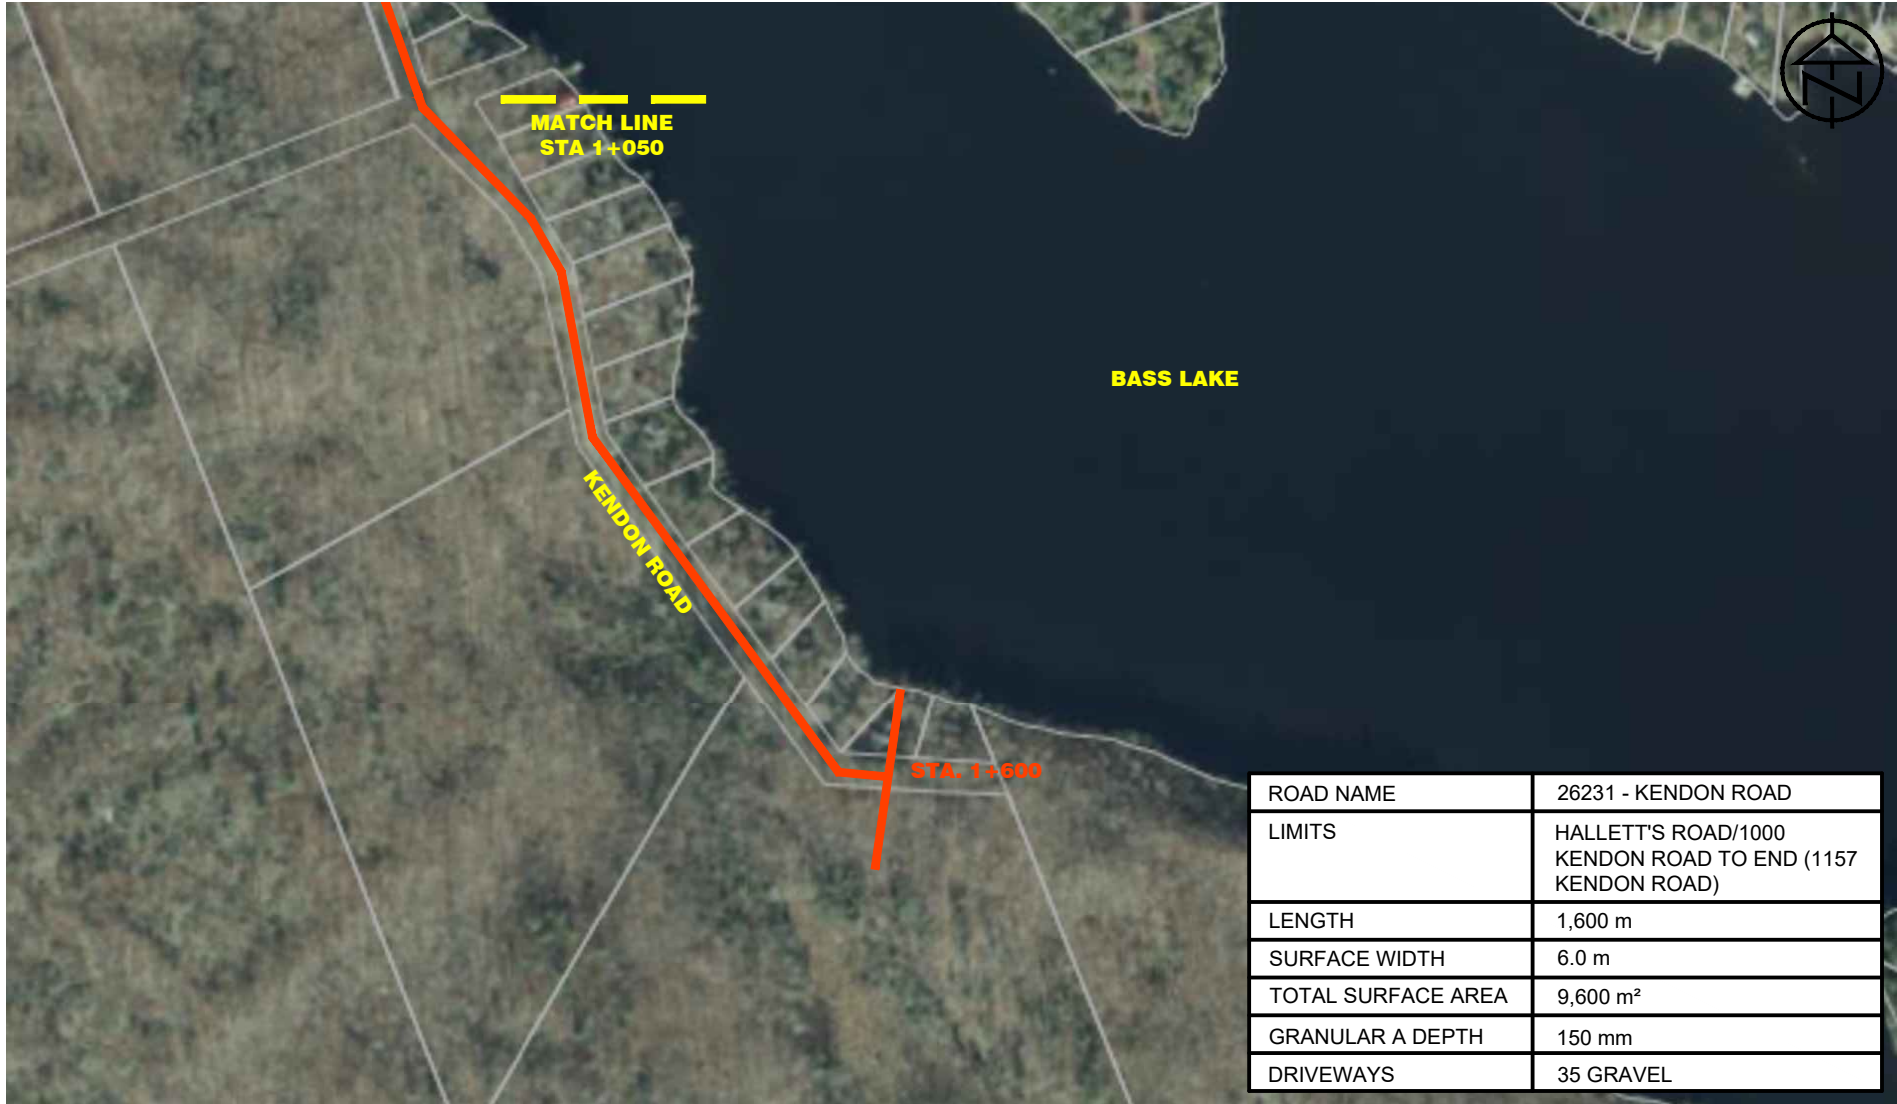 MATCH LINE
STA 1+050
BASS LAKE
KENDON ROAD
STA. 1+600
ROAD NAME 26231 - KENDON ROAD
LIMITS HALLETT'S ROAD/1000
KENDON ROAD TO END (1157
KENDON ROAD)
LENGTH 1,600 m
SURFACE WIDTH 6.0 m
TOTAL SURFACE AREA 9,600 m²
GRANULAR A DEPTH 150 mm
DRIVEWAYS 35 GRAVEL
N